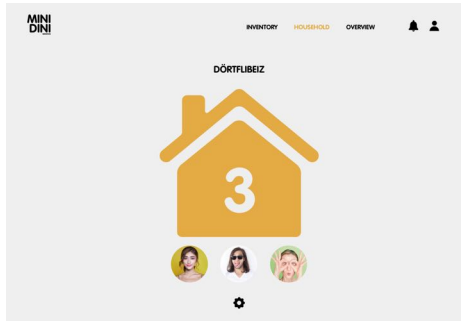 MINI
DINI
INVENTORY HOUSEHOLD OVERVIEW
DÖRTFLIBEIZ
3